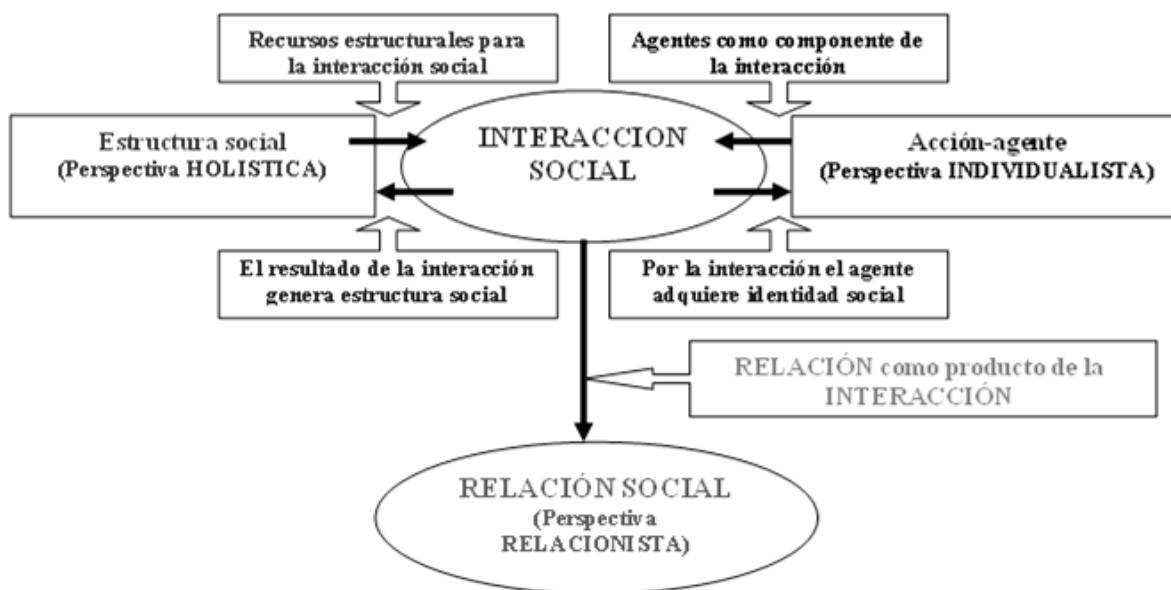 Recursos estructurales para
la interacción social
Agentes como componente de
la interacción
Estructura social
(Perspectiva HOLISTICA)
INTERACCION
SOCIAL
Acción-agente
(Perspectiva INDIVIDUALISTA)
El resultado de la interacción
genera estructura social
Por la interacción el agente
adquiere identidad social
RELACIÓN como producto de la
INTERACCIÓN
RELACIÓN SOCIAL
(Perspectiva
RELACIONISTA)